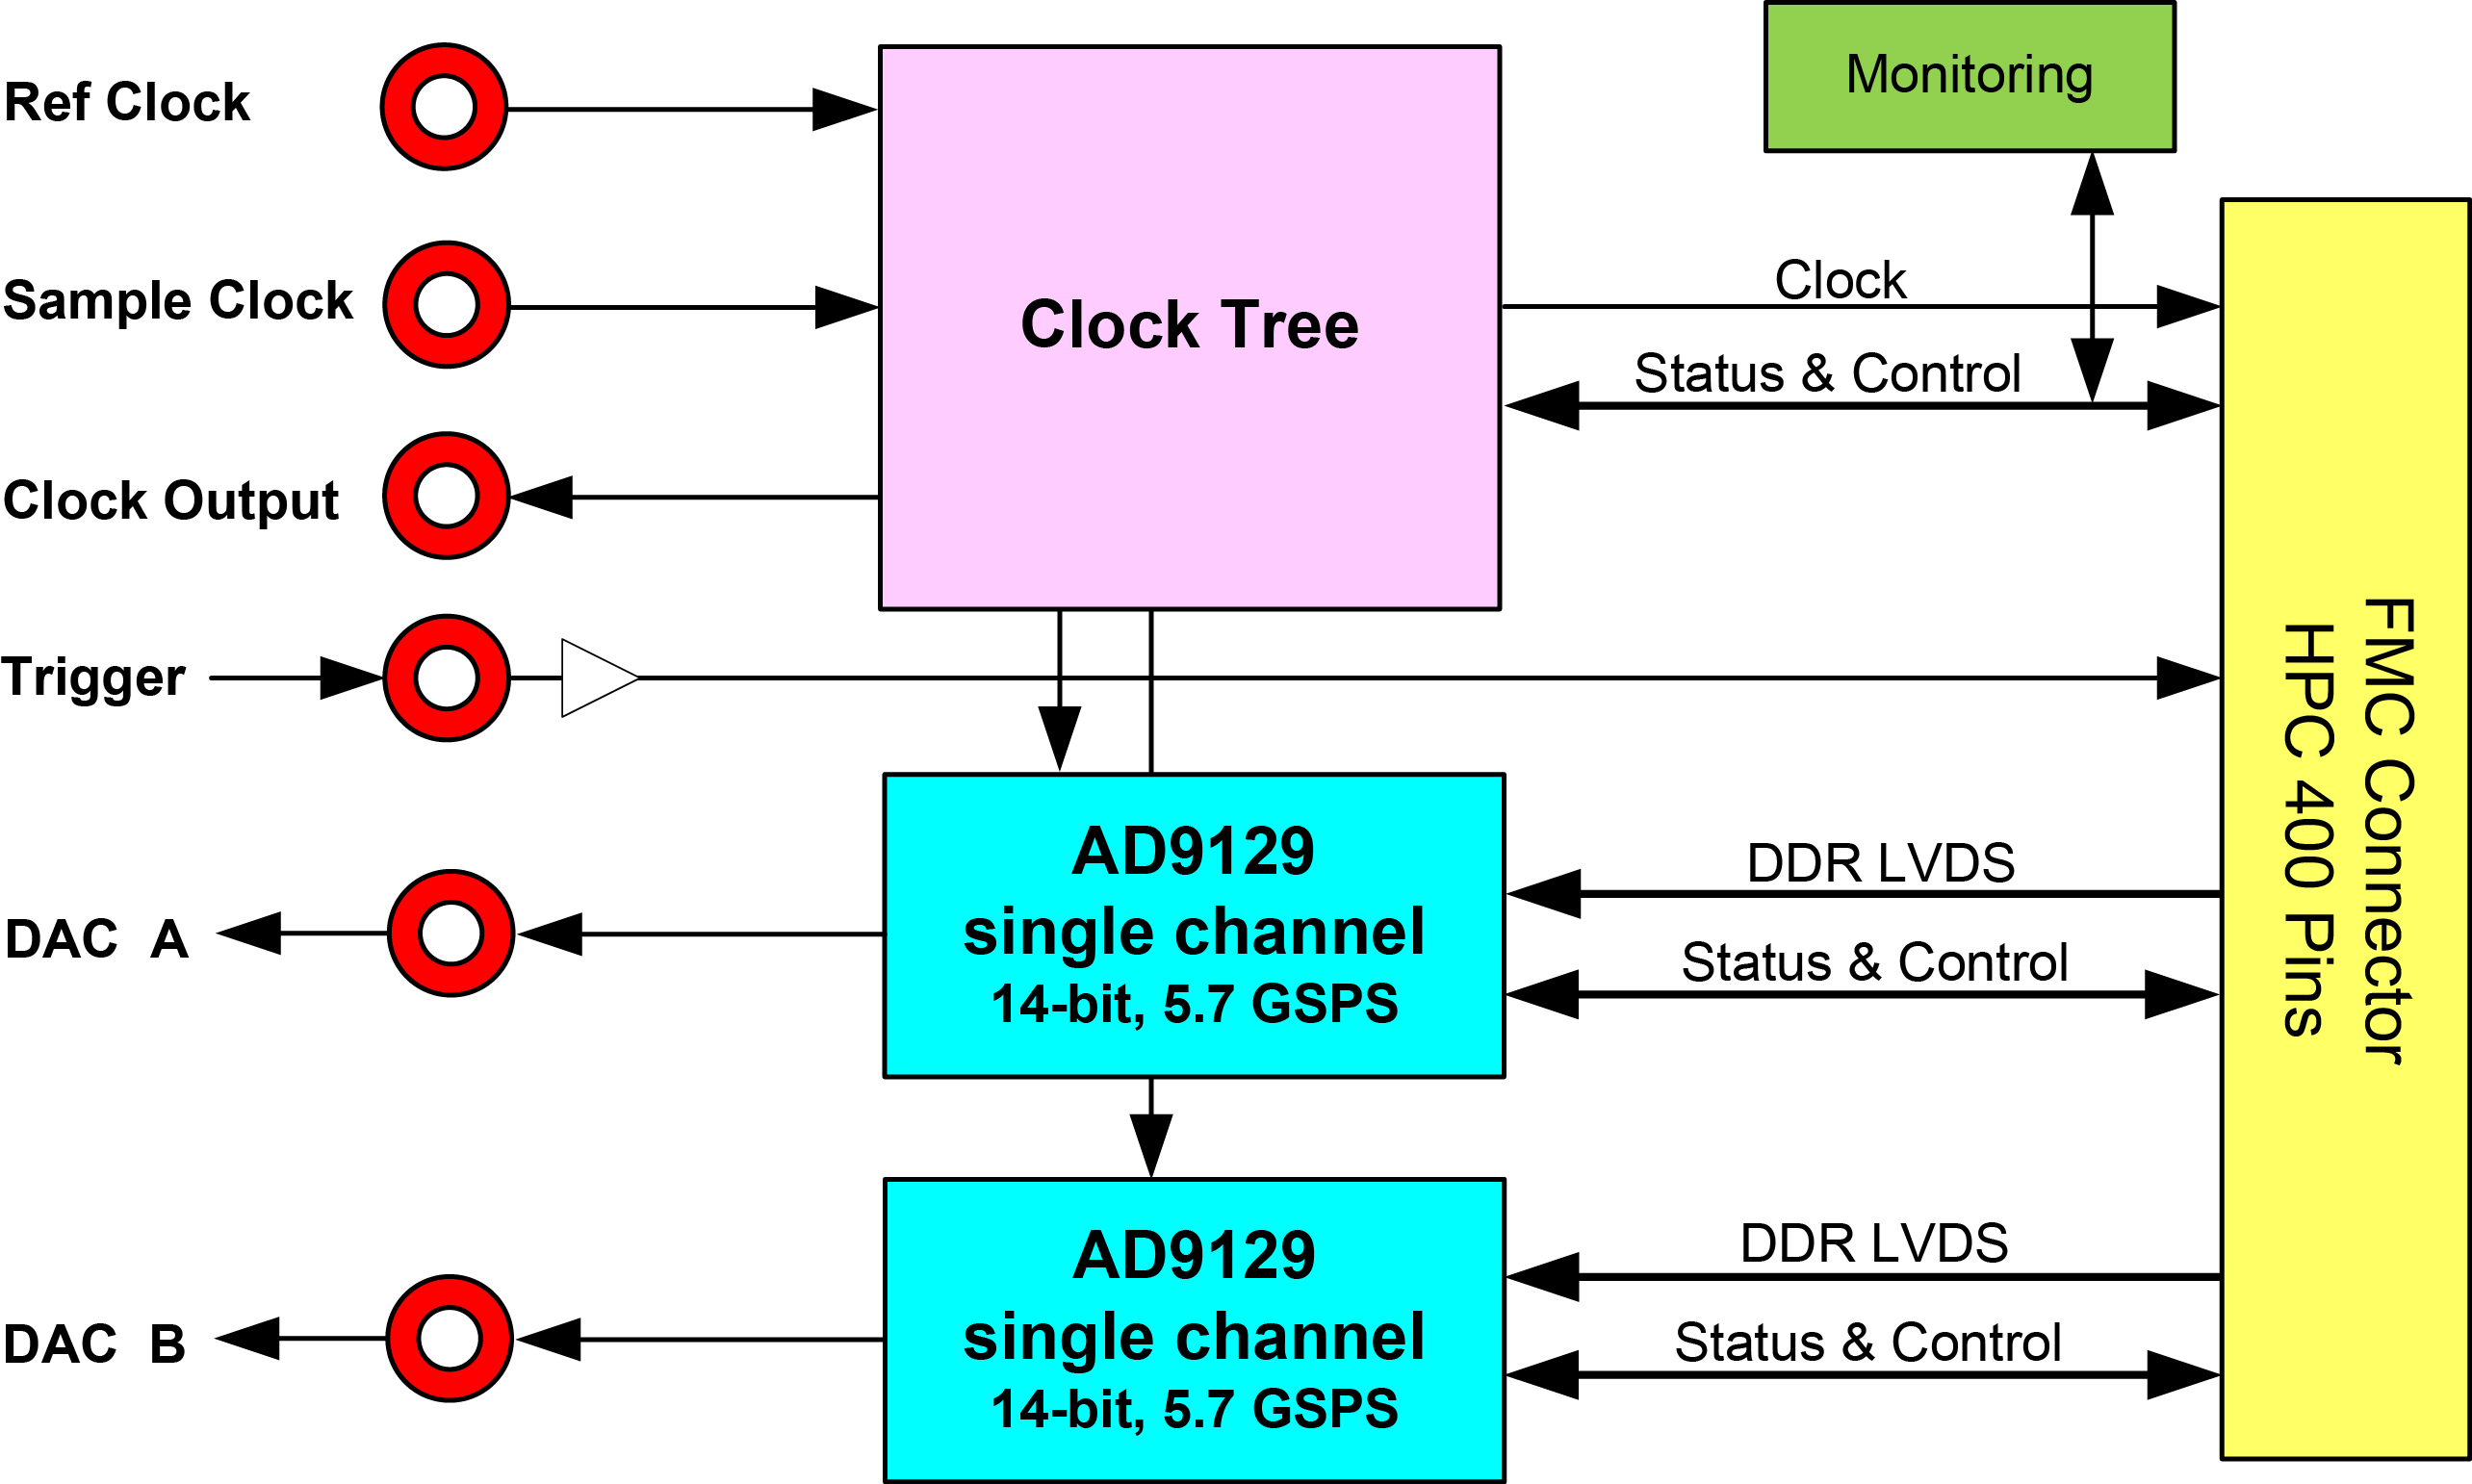 Monitoring
Ref Clock
Sample Clock
Clock Output
Trigger
DAC A
DAC B
Clock Tree
Clock
Status & Control
AD9129
single channel
14-bit, 5.7 GSPS
DDR LVDS
Status & Control
AD9129
single channel
14-bit, 5.7 GSPS
DDR LVDS
Status & Control
FMC Connector
HPC 400 Pins